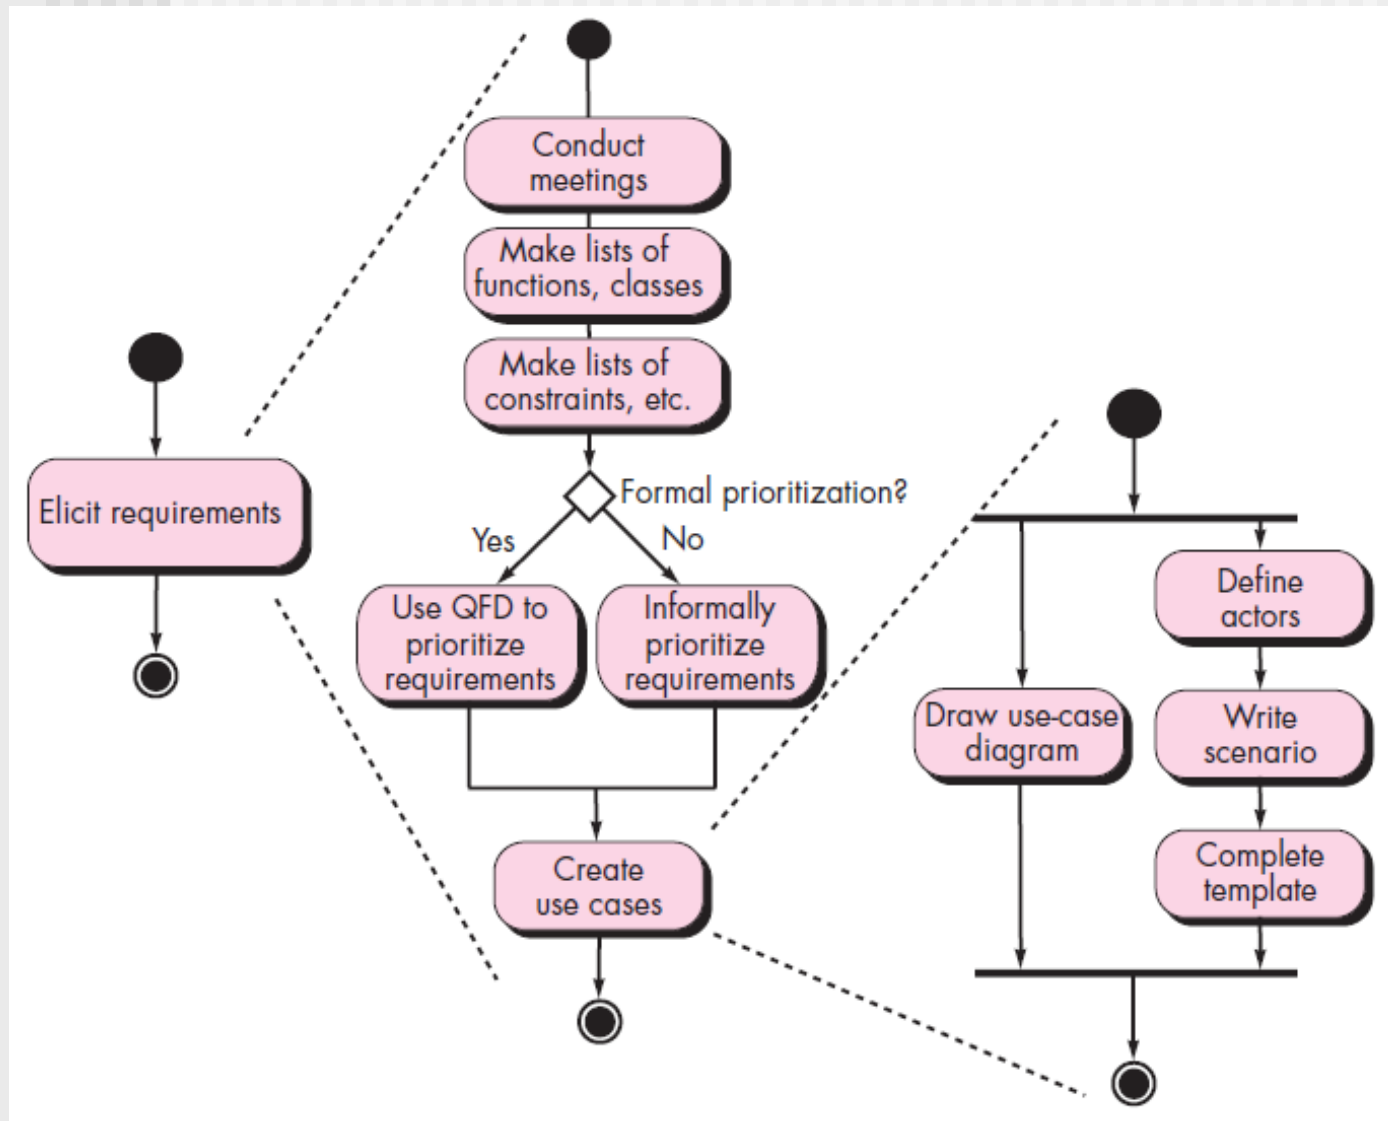 Elicit requirements
Conduct
meetings
Make lists of
functions, classes
Make lists of
constraints, etc.
Formal prioritization?
Yes
No
Use QFD to
prioritize
requirements
Informally
prioritize
requirements
Create
use cases
Draw use-case
diagram
Define
actors
Write
scenario
Complete
template